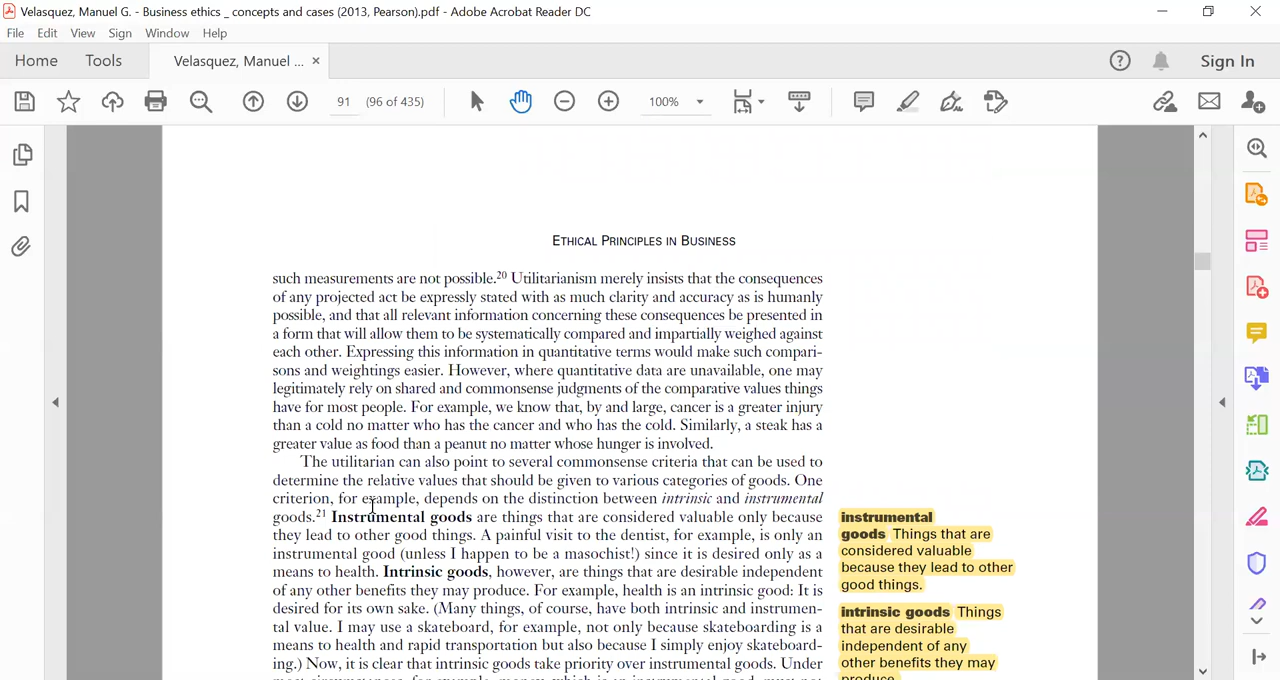 Velasquez, Manuel G. - Business ethics _ concepts and cases (2013, Pearson).pdf - Adobe Acrobat Reader DC
File Edit View Sign Window Help
Home Tools Velasquez, Manuel ... × Sign In
91 (96 of 435) 100%
ETHICAL PRINCIPLES IN BUSINESS
such measurements are not possible.20 Utilitarianism merely insists that the consequences
of any projected act be expressly stated with as much clarity and accuracy as is humanly
possible, and that all relevant information concerning these consequences be presented in
a form that will allow them to be systematically compared and impartially weighed against
each other. Expressing this information in quantitative terms would make such compari-
sons and weightings easier. However, where quantitative data are unavailable, one may
legitimately rely on shared and commonsense judgments of the comparative values things
have for most people. For example, we know that, by and large, cancer is a greater injury
than a cold no matter who has the cancer and who has the cold. Similarly, a steak has a
greater value as food than a peanut no matter whose hunger is involved.
The utilitarian can also point to several commonsense criteria that can be used to
determine the relative values that should be given to various categories of goods. One
criterion, for example, depends on the distinction between intrinsic and instrumental
goods.21 Instrumental goods are things that are considered valuable only because
they lead to other good things. A painful visit to the dentist, for example, is only an
instrumental good (unless I happen to be a masochist!) since it is desired only as a
means to health. Intrinsic goods, however, are things that are desirable independent
of any other benefits they may produce. For example, health is an intrinsic good: It is
desired for its own sake. (Many things, of course, have both intrinsic and instrumen-
tal value. I may use a skateboard, for example, not only because skateboarding is a
means to health and rapid transportation but also because I simply enjoy skateboard-
ing.) Now, it is clear that intrinsic goods take priority over instrumental goods. Under
instrumental
goods Things that are
considered valuable
because they lead to other
good things.
intrinsic goods Things
that are desirable
independent of any
other benefits they may
produce.